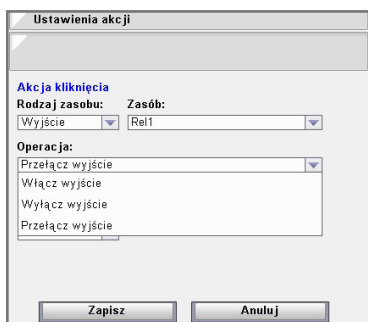 Ustawienia akcji
Akcja kliknięcia
Rodzaj zasobu: Zasób:
Wyjście Rel1
Operacja:
Przełącz wyjście
Włącz wyjście
Wyłącz wyjście
Przełącz wyjście
Zapisz Anuluj